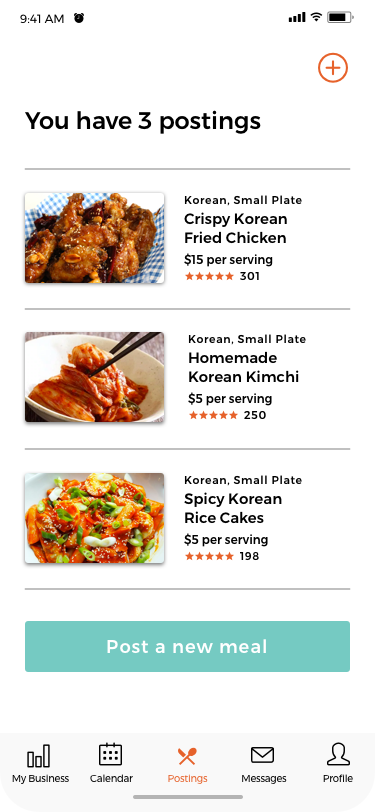 9:41 AM
You have 3 postings
Korean, Small Plate
Crispy Korean
Fried Chicken
$15 per serving
301
Korean, Small Plate
Homemade
Korean Kimchi
$5 per serving
250
Korean, Small Plate
Spicy Korean
Rice Cakes
$5 per serving
198
Post a new meal
My Business
Calendar
Postings
Messages
Profile